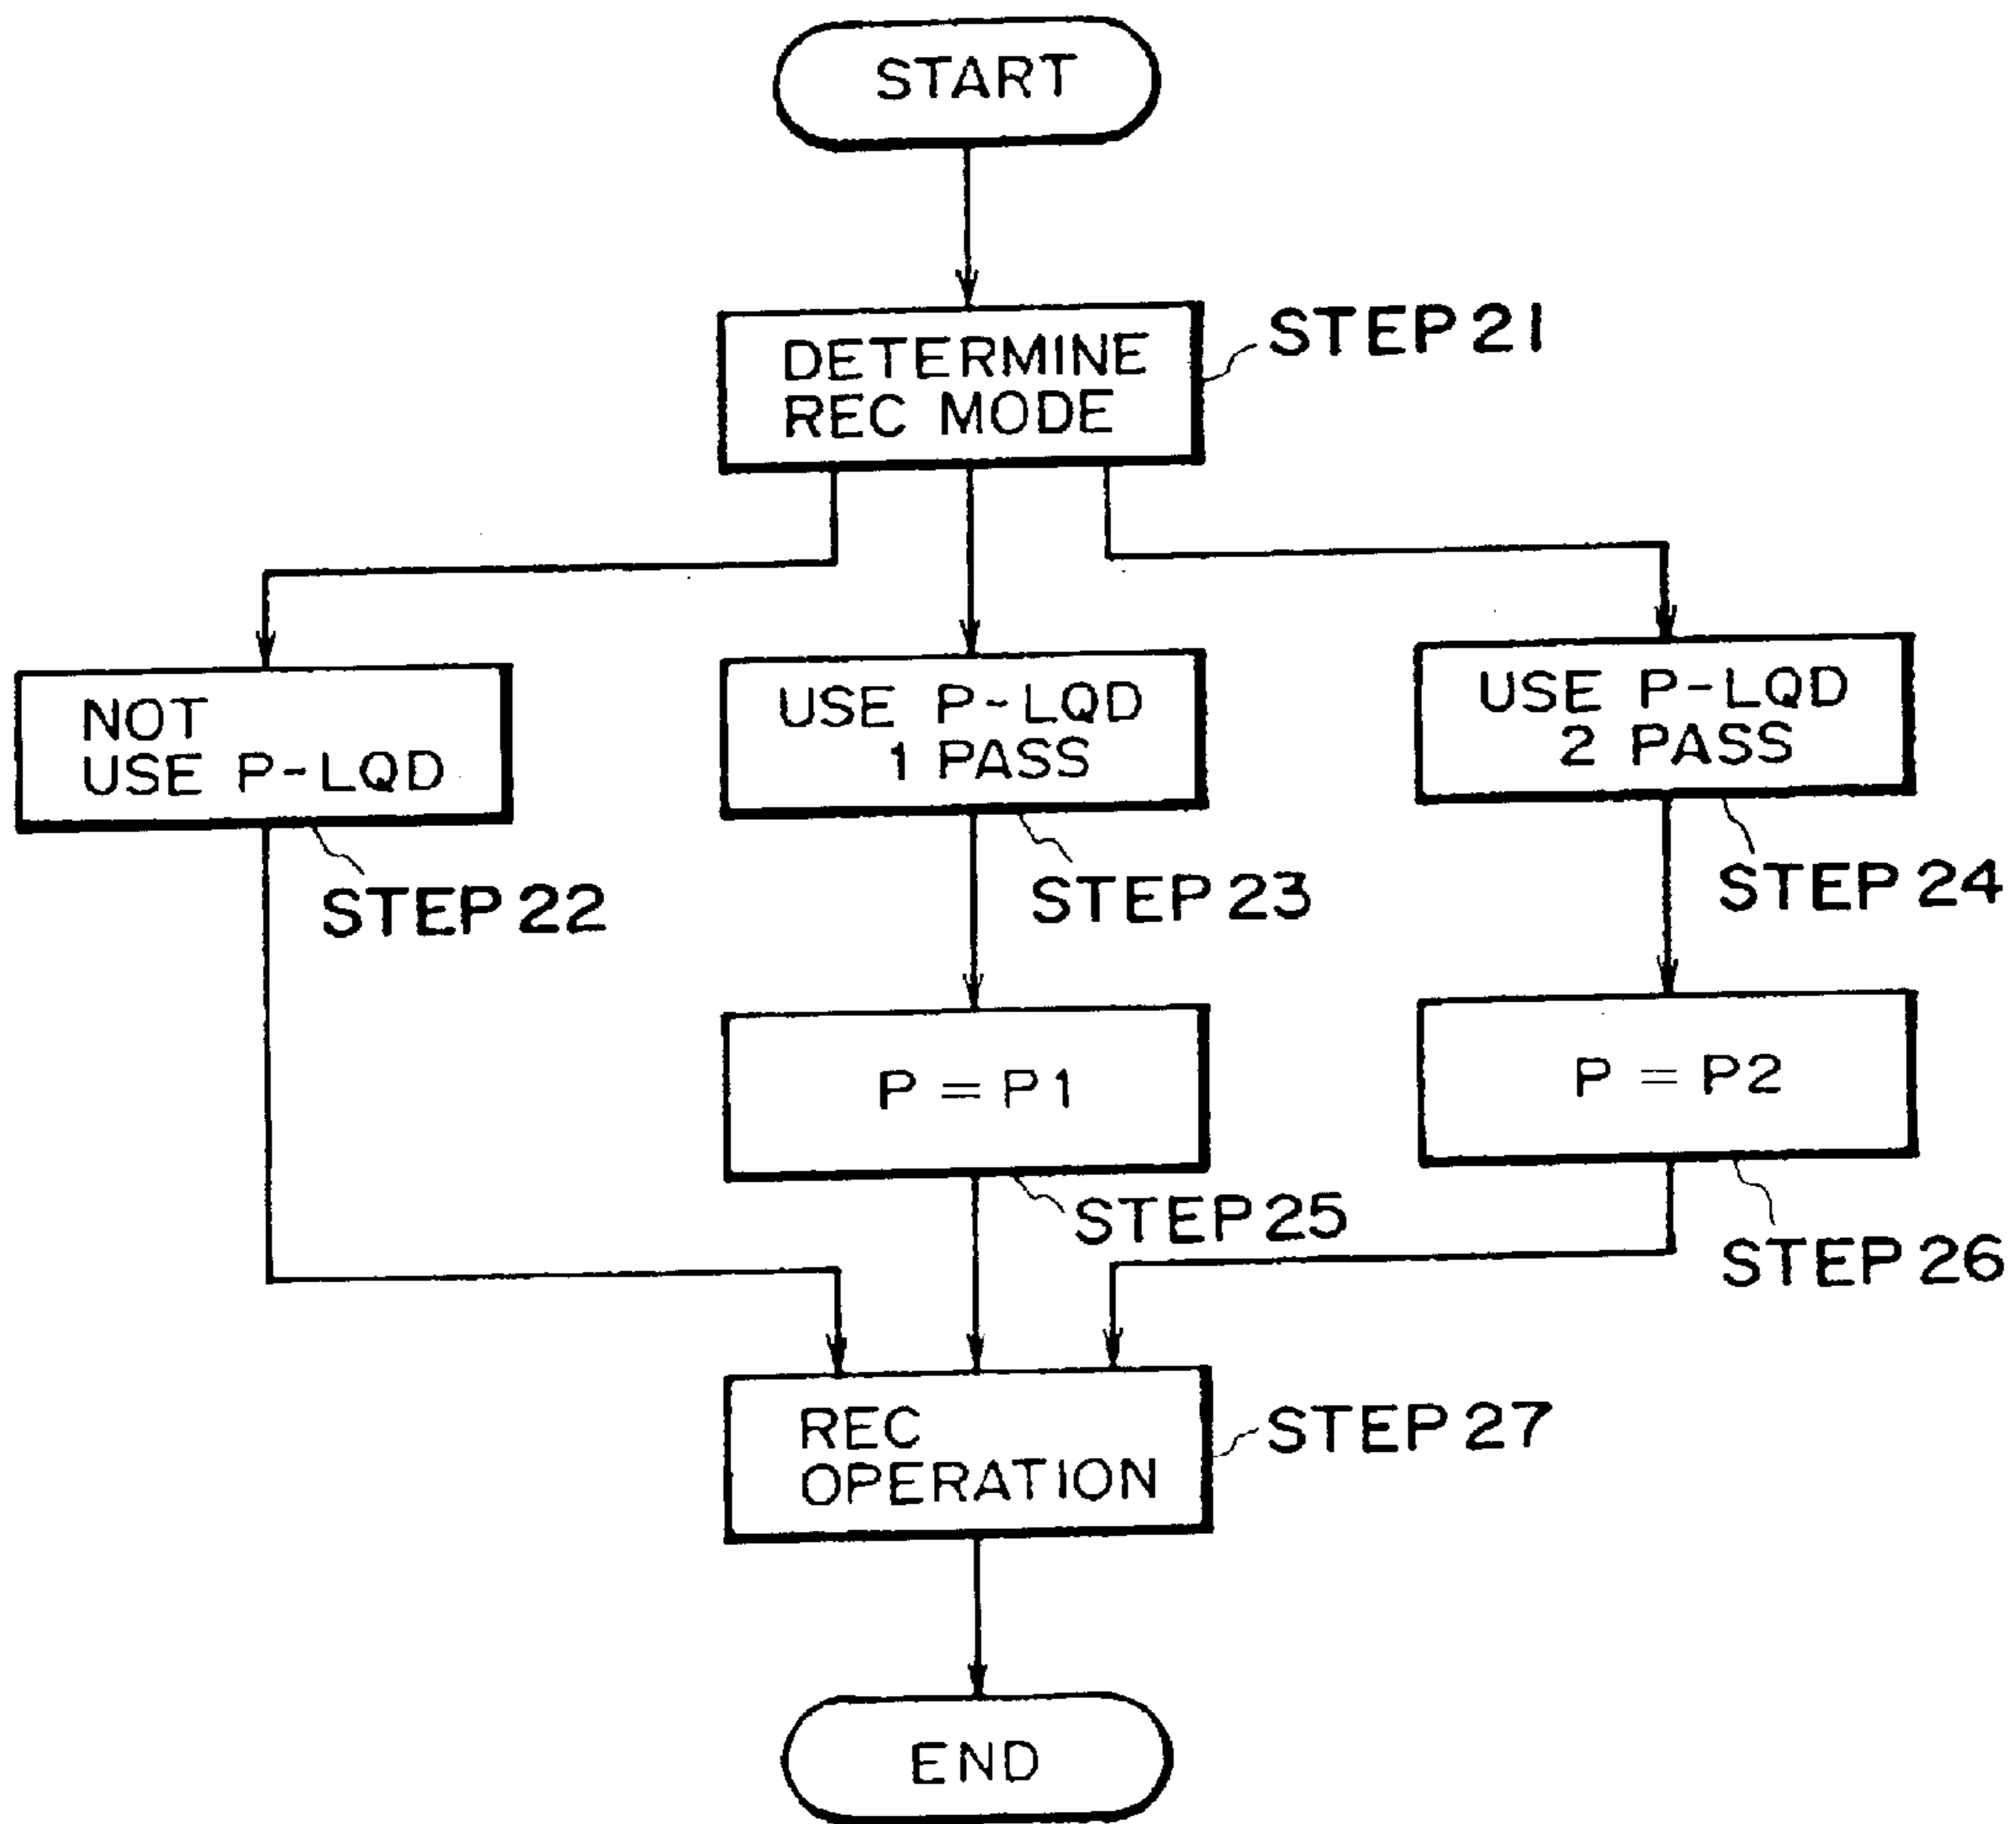 START
DETERMINE
REC MODE
STEP 21
NOT
USE P-LQD
STEP 22
USE P-LQD
1 PASS
STEP 23
USE P-LQD
2 PASS
STEP 24
P = P1
STEP 25
P = P2
STEP 26
REC
OPERATION
STEP 27
END